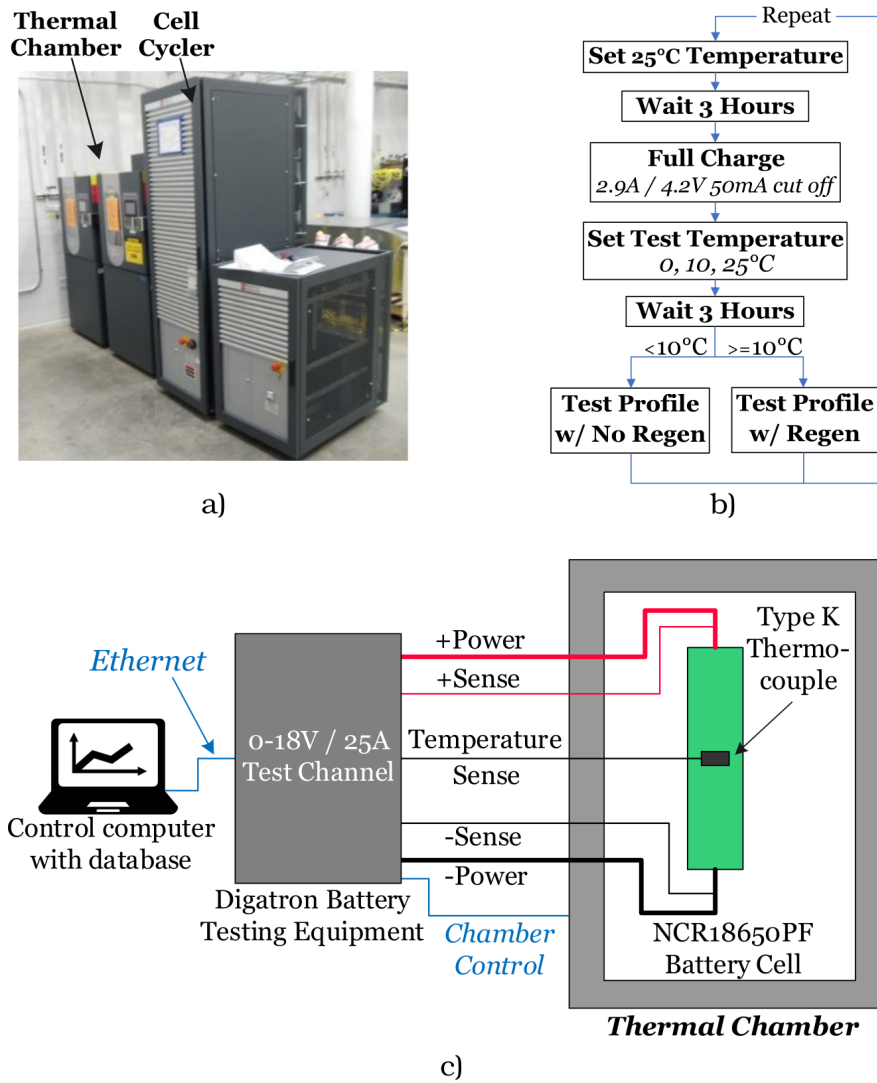 Thermal
Chamber
Cell
Cycler
a)
Repeat
Set 25°C Temperature
Wait 3 Hours
Full Charge
2.9A / 4.2V 50mA cut off
Set Test Temperature
0, 10, 25°C
Wait 3 Hours
<10°C
>=10°C
Test Profile
w/ No Regen
Test Profile
w/ Regen
b)
Ethernet
Control computer
with database
0-18V / 25A
Test Channel
Digatron Battery
Testing Equipment
+Power
+Sense
Temperature
Sense
-Sense
-Power
Chamber
Control
Type K
Thermo-
couple
NCR18650PF
Battery Cell
Thermal Chamber
c)